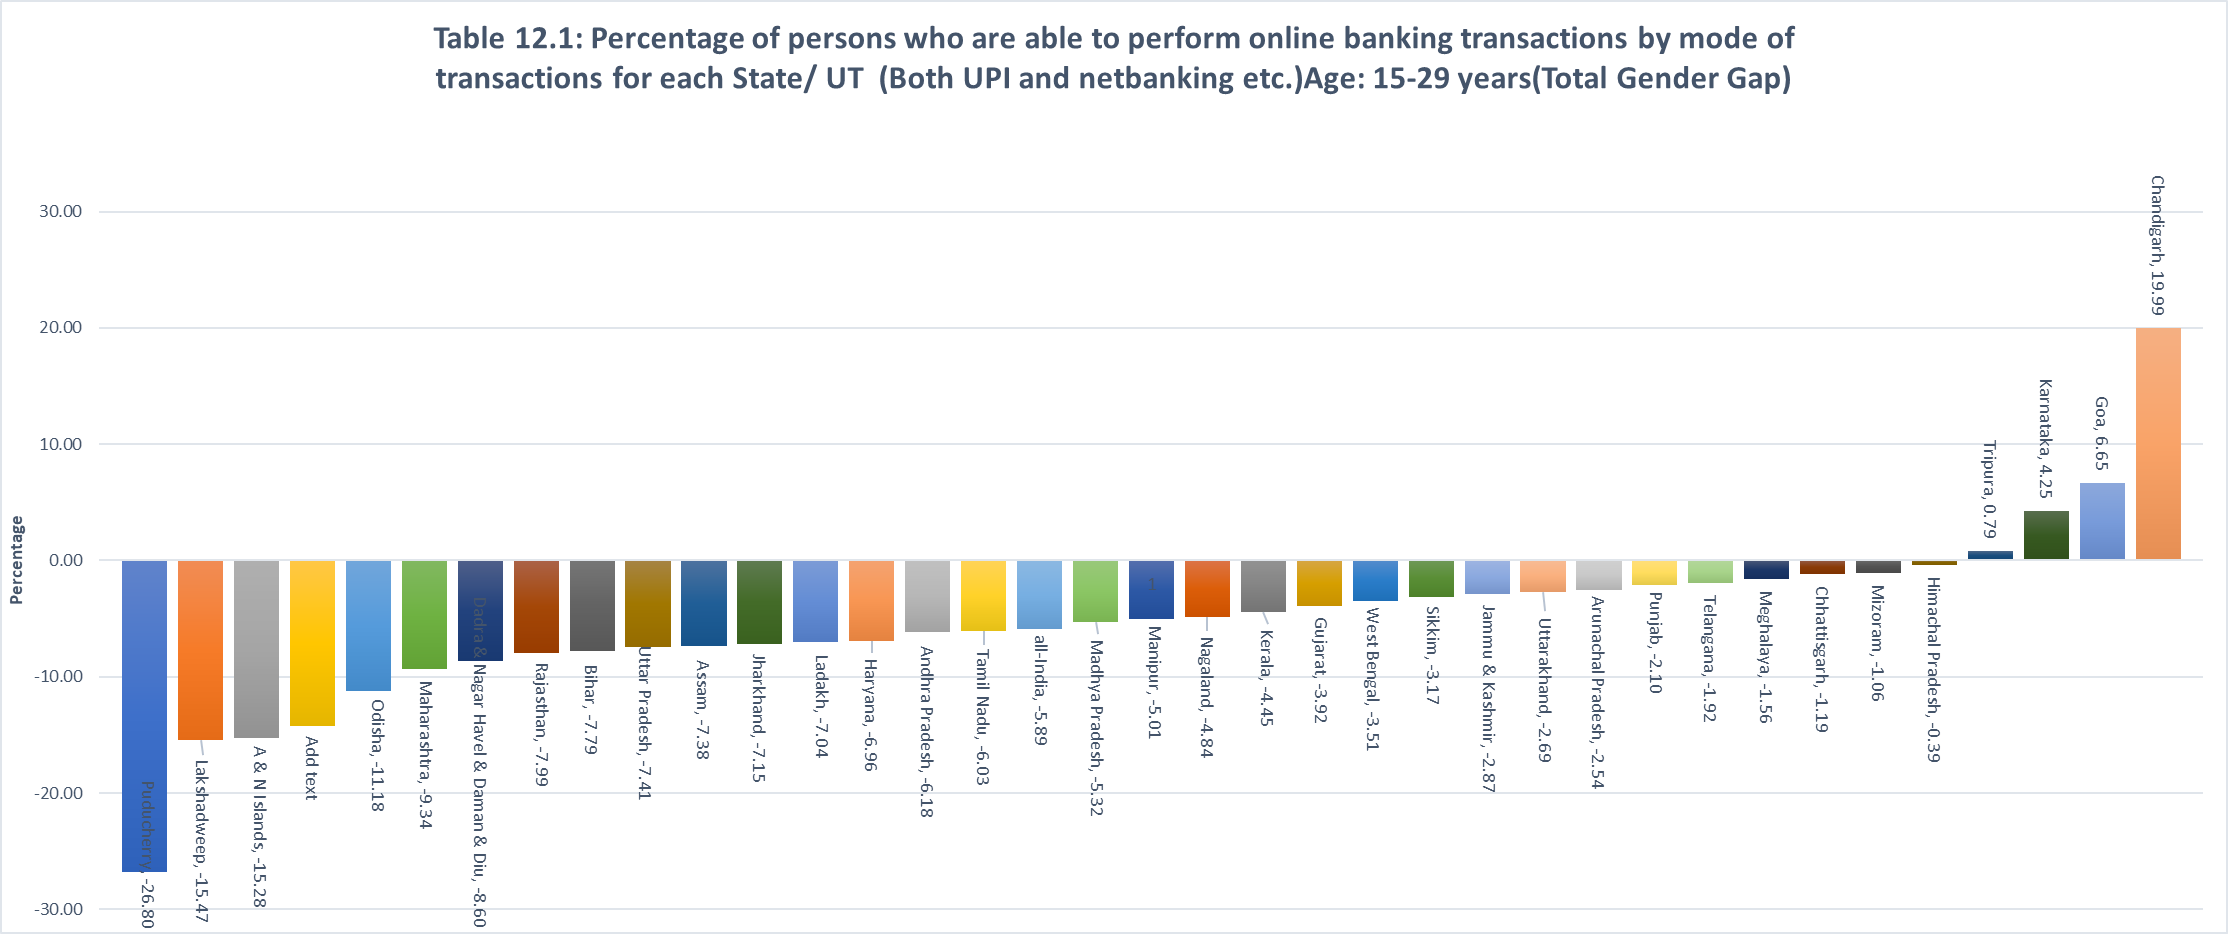 Table 12.1: Percentage of persons who are able to perform online banking transactions by mode of
transactions for each State/ UT  (Both UPI and netbanking etc.)Age: 15-29 years(Total Gender Gap)
Percentage
30.00
20.00
10.00
0.00
-10.00
-20.00
-30.00
Puducherry, -26.80
Lakshadweep, -15.47
A & N Islands, -15.28
Add text
Odisha, -11.18
Maharashtra, -9.34
Dadra & Nagar Havel & Daman & Diu, -8.60
Rajasthan, -7.99
Bihar, -7.79
Uttar Pradesh, -7.41
Assam, -7.38
Jharkhand, -7.15
Ladakh, -7.04
Haryana, -6.96
Andhra Pradesh, -6.18
Tamil Nadu, -6.03
all-India, -5.89
Madhya Pradesh, -5.32
Manipur, -5.01
Nagaland, -4.84
Kerala, -4.45
Gujarat, -3.92
West Bengal, -3.51
Sikkim, -3.17
Jammu & Kashmir, -2.87
Uttarakhand, -2.69
Arunachal Pradesh, -2.54
Punjab, -2.10
Telangana, -1.92
Meghalaya, -1.56
Chhattisgarh, -1.19
Mizoram, -1.06
Himachal Pradesh, -0.39
Tripura, 0.79
Karnataka, 4.25
Goa, 6.65
Chandigarh, 19.99